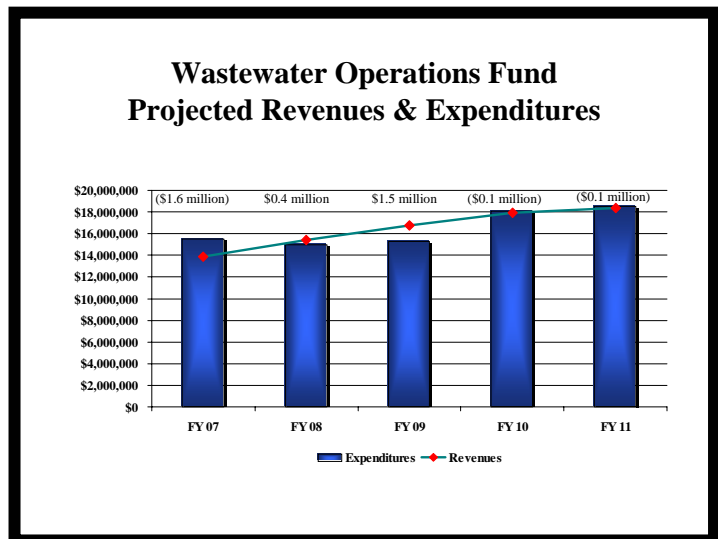 Wastewater Operations Fund
Projected Revenues & Expenditures
$20,000,000
($1.6 million) $0.4 million $1.5 million ($0.1 million) ($0.1 million)
$18,000,000
$16,000,000
$14,000,000
$12,000,000
$10,000,000
$8,000,000
$6,000,000
$4,000,000
$2,000,000
$0
FY 07 FY 08 FY 09 FY 10 FY 11
Expenditures Revenues